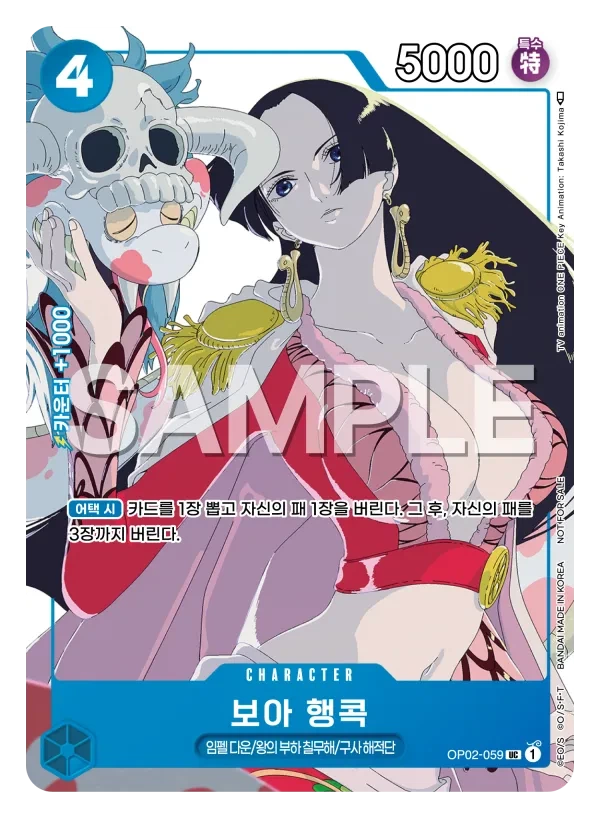 4
5000
특수
特
TV animation ONE PIECE Key Animation: Takashi Kojima
카운터 +1000
SAMPLE
어택 시 카드를 1장 뽑고 자신의 패 1장을 버린다. 그 후, 자신의 패를
3장까지 버린다.
©E.O/S. ©O/S·F·T BANDAI MADE IN KOREA NOT FOR SALE
CHARACTER
보아 행콕
임펠 다운/왕의 부하 칠무해/구사 해적단
OP02-059 UC 1